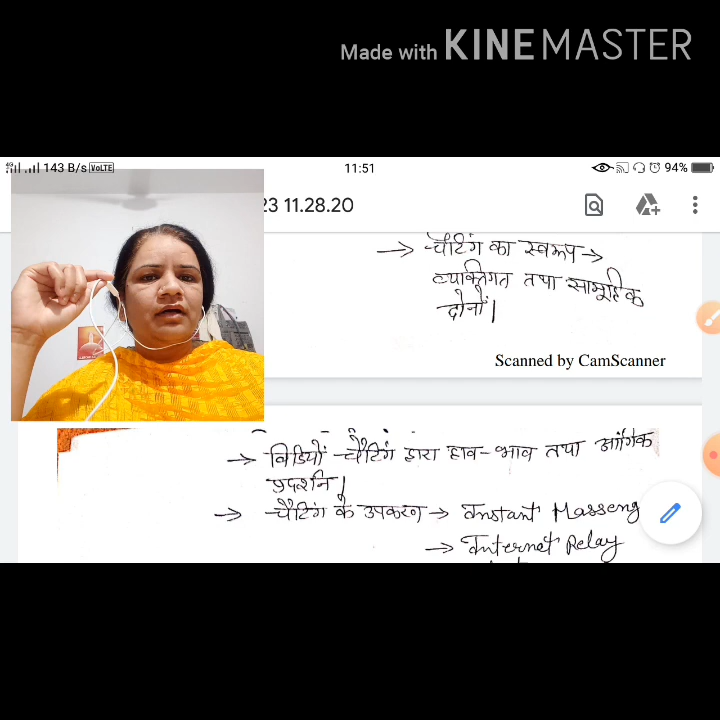 Made with KINEMASTER
4G 143 B/s VoLTE 11:51 94%
23 11.28.20
→ चैटिंग का स्वरूप →
व्यक्तिगत तथा सामूहिक
दोनों|
Scanned by CamScanner
→ विडियों चैटिंग द्वारा हाव-भाव तथा आंगिक
प्रदर्शन|
→ चैटिंग के उपकरण → Instant Masseng
→ Internet Relay